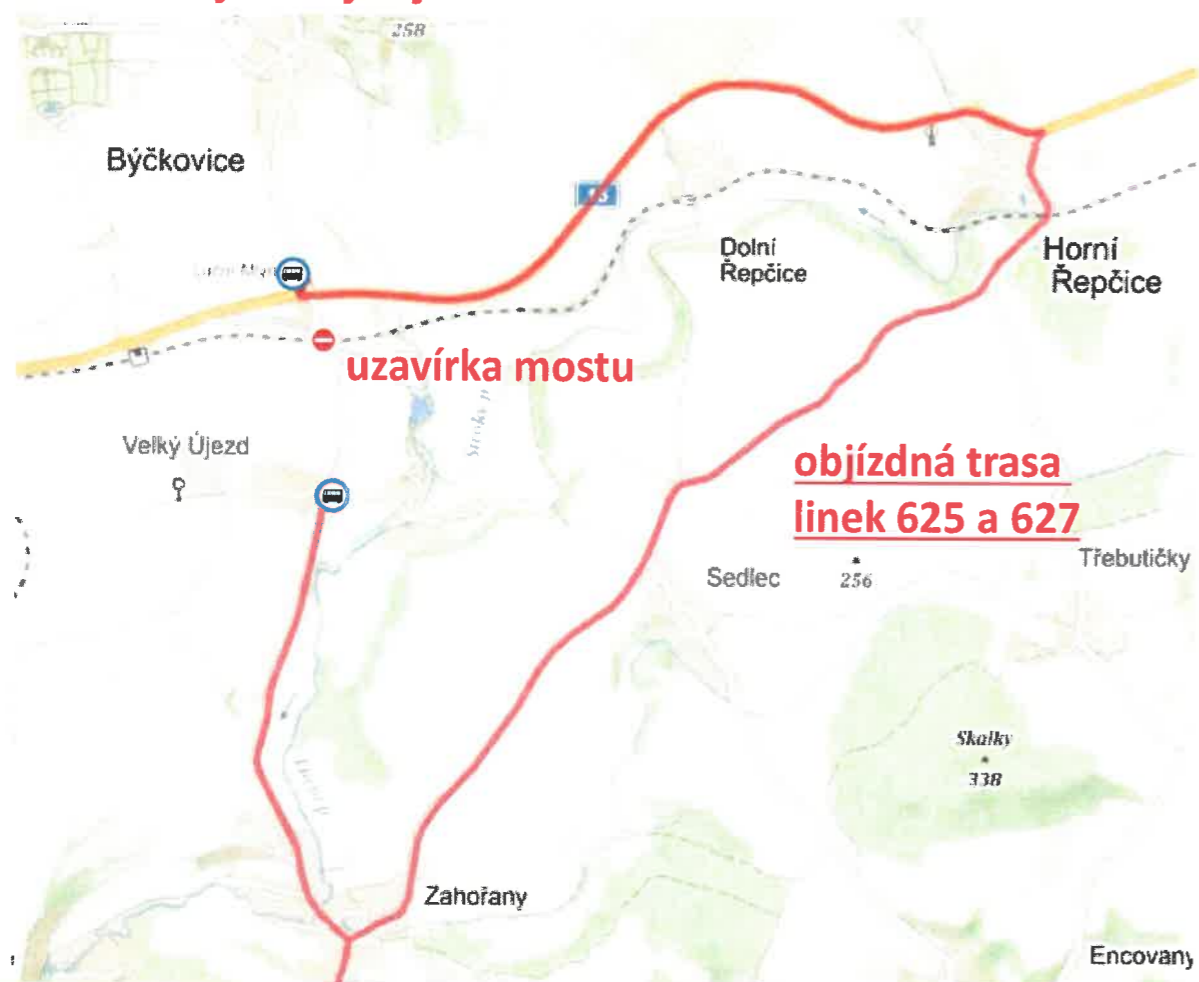 258
Býčkovice
Dolní
Řepčice
Horní
Řepčice
uzavírka mostu
Velký Újezd
objízdná trasa
linek 625 a 627
Sedlec
256
Třebutičky
Skalky
338
Zahořany
Encovany